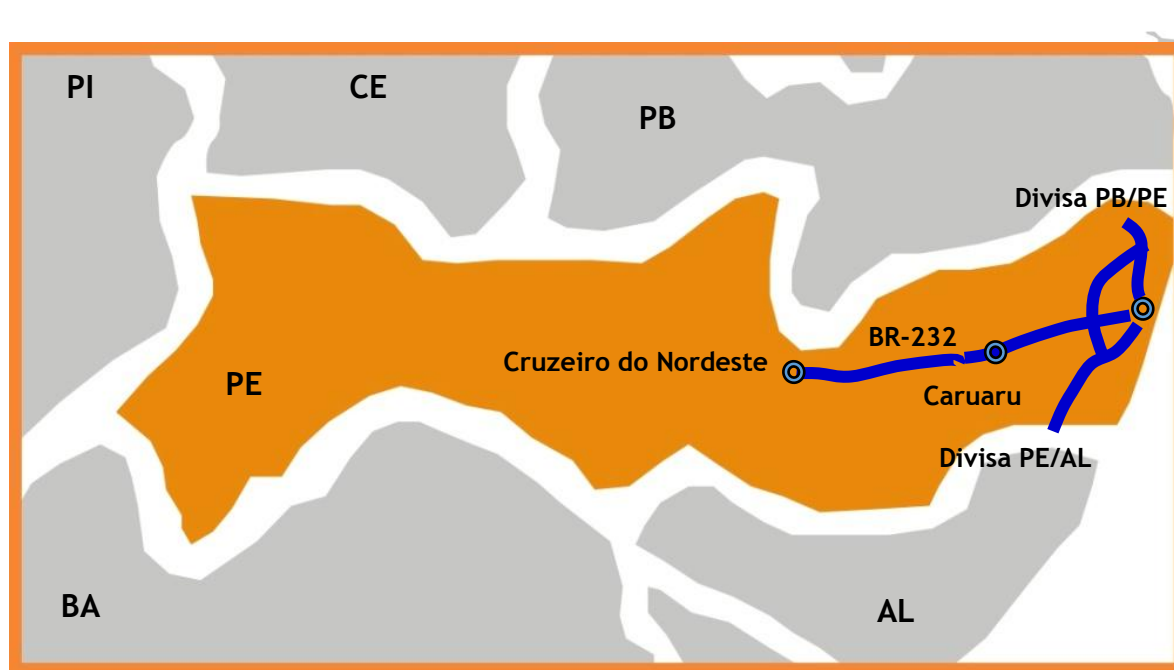 PI
CE
PB
Divisa PB/PE
BR-232
Cruzeiro do Nordeste
PE
Caruaru
Divisa PE/AL
BA
AL